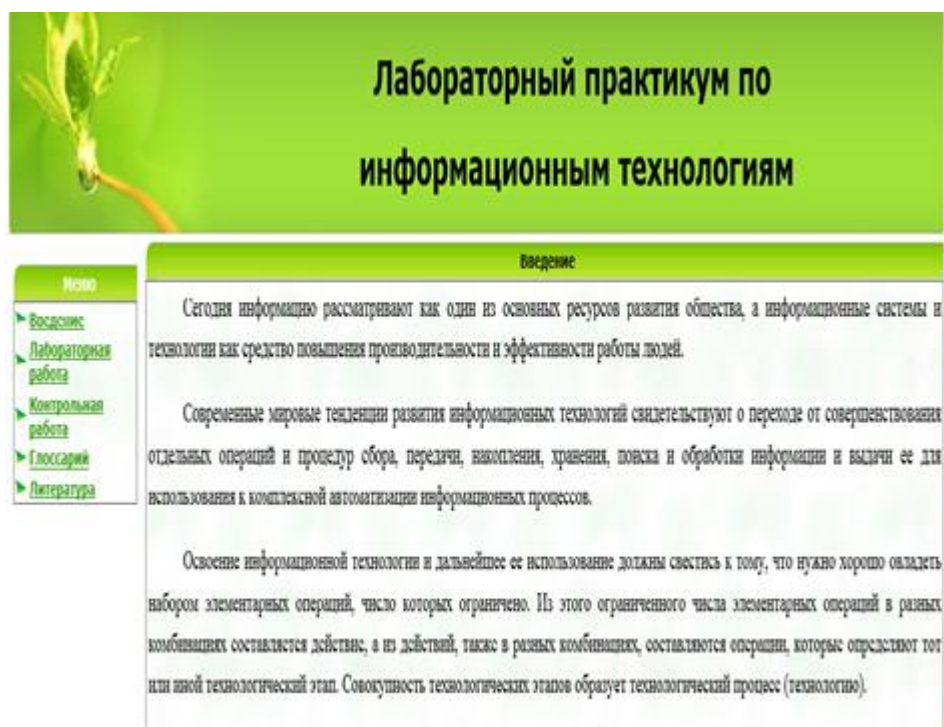 Лабораторный практикум по
информационным технологиям
Меню
Введение
Лабораторная
работа
Контрольная
работа
Глоссарий
Литература
Введение
Сегодня информацию рассматривают как один из основных ресурсов развития общества, а информационные системы и
технологии как средство повышения производительности и эффективности работы людей.
Современные мировые тенденции развития информационных технологий свидетельствуют о переходе от совершенствования
отдельных операций и процедур сбора, передачи, накопления, хранения, поиска и обработки информации и выдачи ее для
использования к комплексной автоматизации информационных процессов.
Освоение информационной технологии и дальнейшее ее использование должны свестись к тому, что нужно хорошо овладеть
набором элементарных операций, число которых ограничено. Из этого ограниченного числа элементарных операций в разных
комбинациях составляется действие, а из действий, также в разных комбинациях, составляются операции, которые определяют тот
или иной технологический этап. Совокупность технологических этапов образует технологический процесс (технологию).